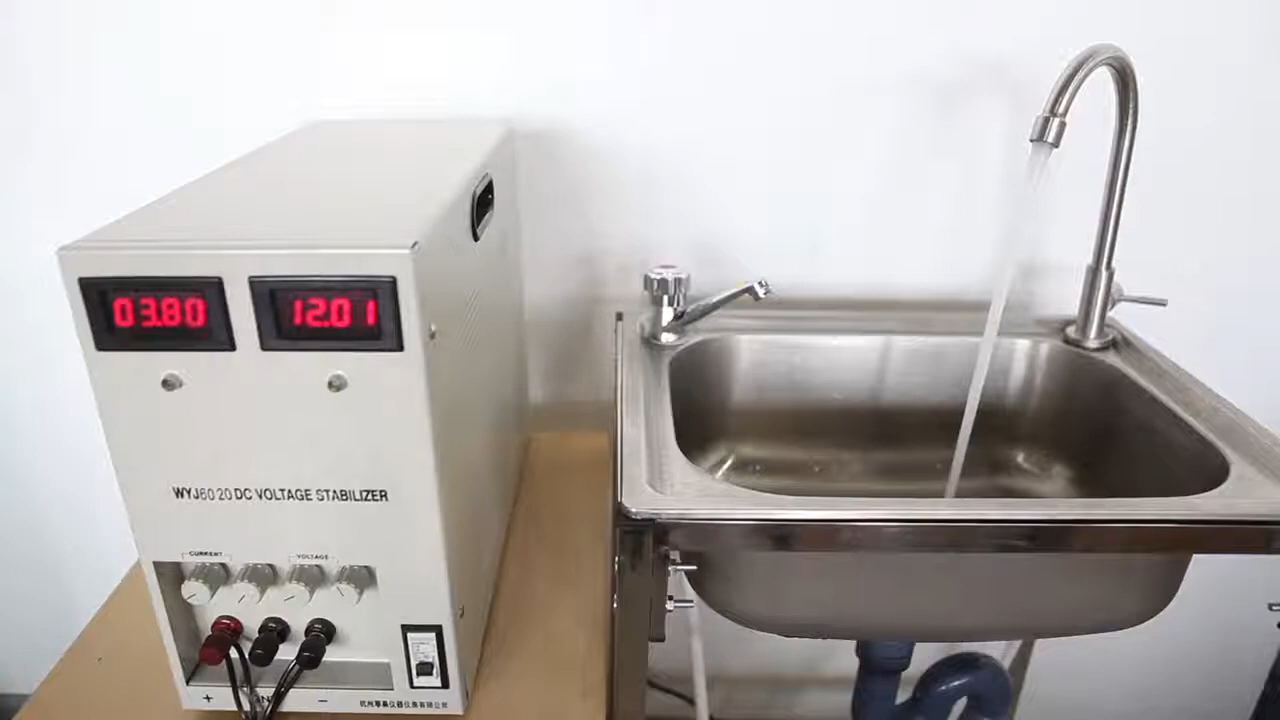 03.80
12.01
WYJ60 20 DC VOLTAGE STABILIZER
CURRENT
VOLTAGE
+
−